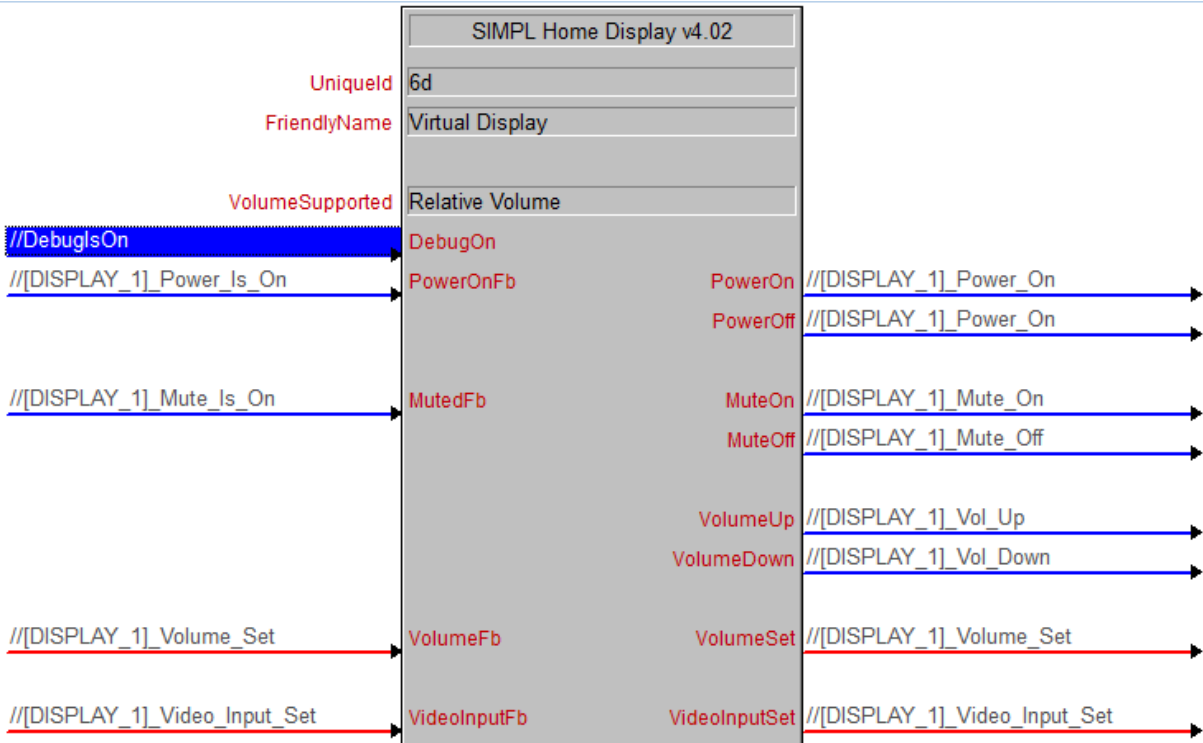 SIMPL Home Display v4.02
UniqueId 6d
FriendlyName Virtual Display
VolumeSupported Relative Volume
//DebugIsOn DebugOn
//[DISPLAY_1]_Power_Is_On PowerOnFb PowerOn //[DISPLAY_1]_Power_On
PowerOff //[DISPLAY_1]_Power_On
//[DISPLAY_1]_Mute_Is_On MutedFb MuteOn //[DISPLAY_1]_Mute_On
MuteOff //[DISPLAY_1]_Mute_Off
VolumeUp //[DISPLAY_1]_Vol_Up
VolumeDown //[DISPLAY_1]_Vol_Down
//[DISPLAY_1]_Volume_Set VolumeFb VolumeSet //[DISPLAY_1]_Volume_Set
//[DISPLAY_1]_Video_Input_Set VideoInputFb VideoInputSet //[DISPLAY_1]_Video_Input_Set